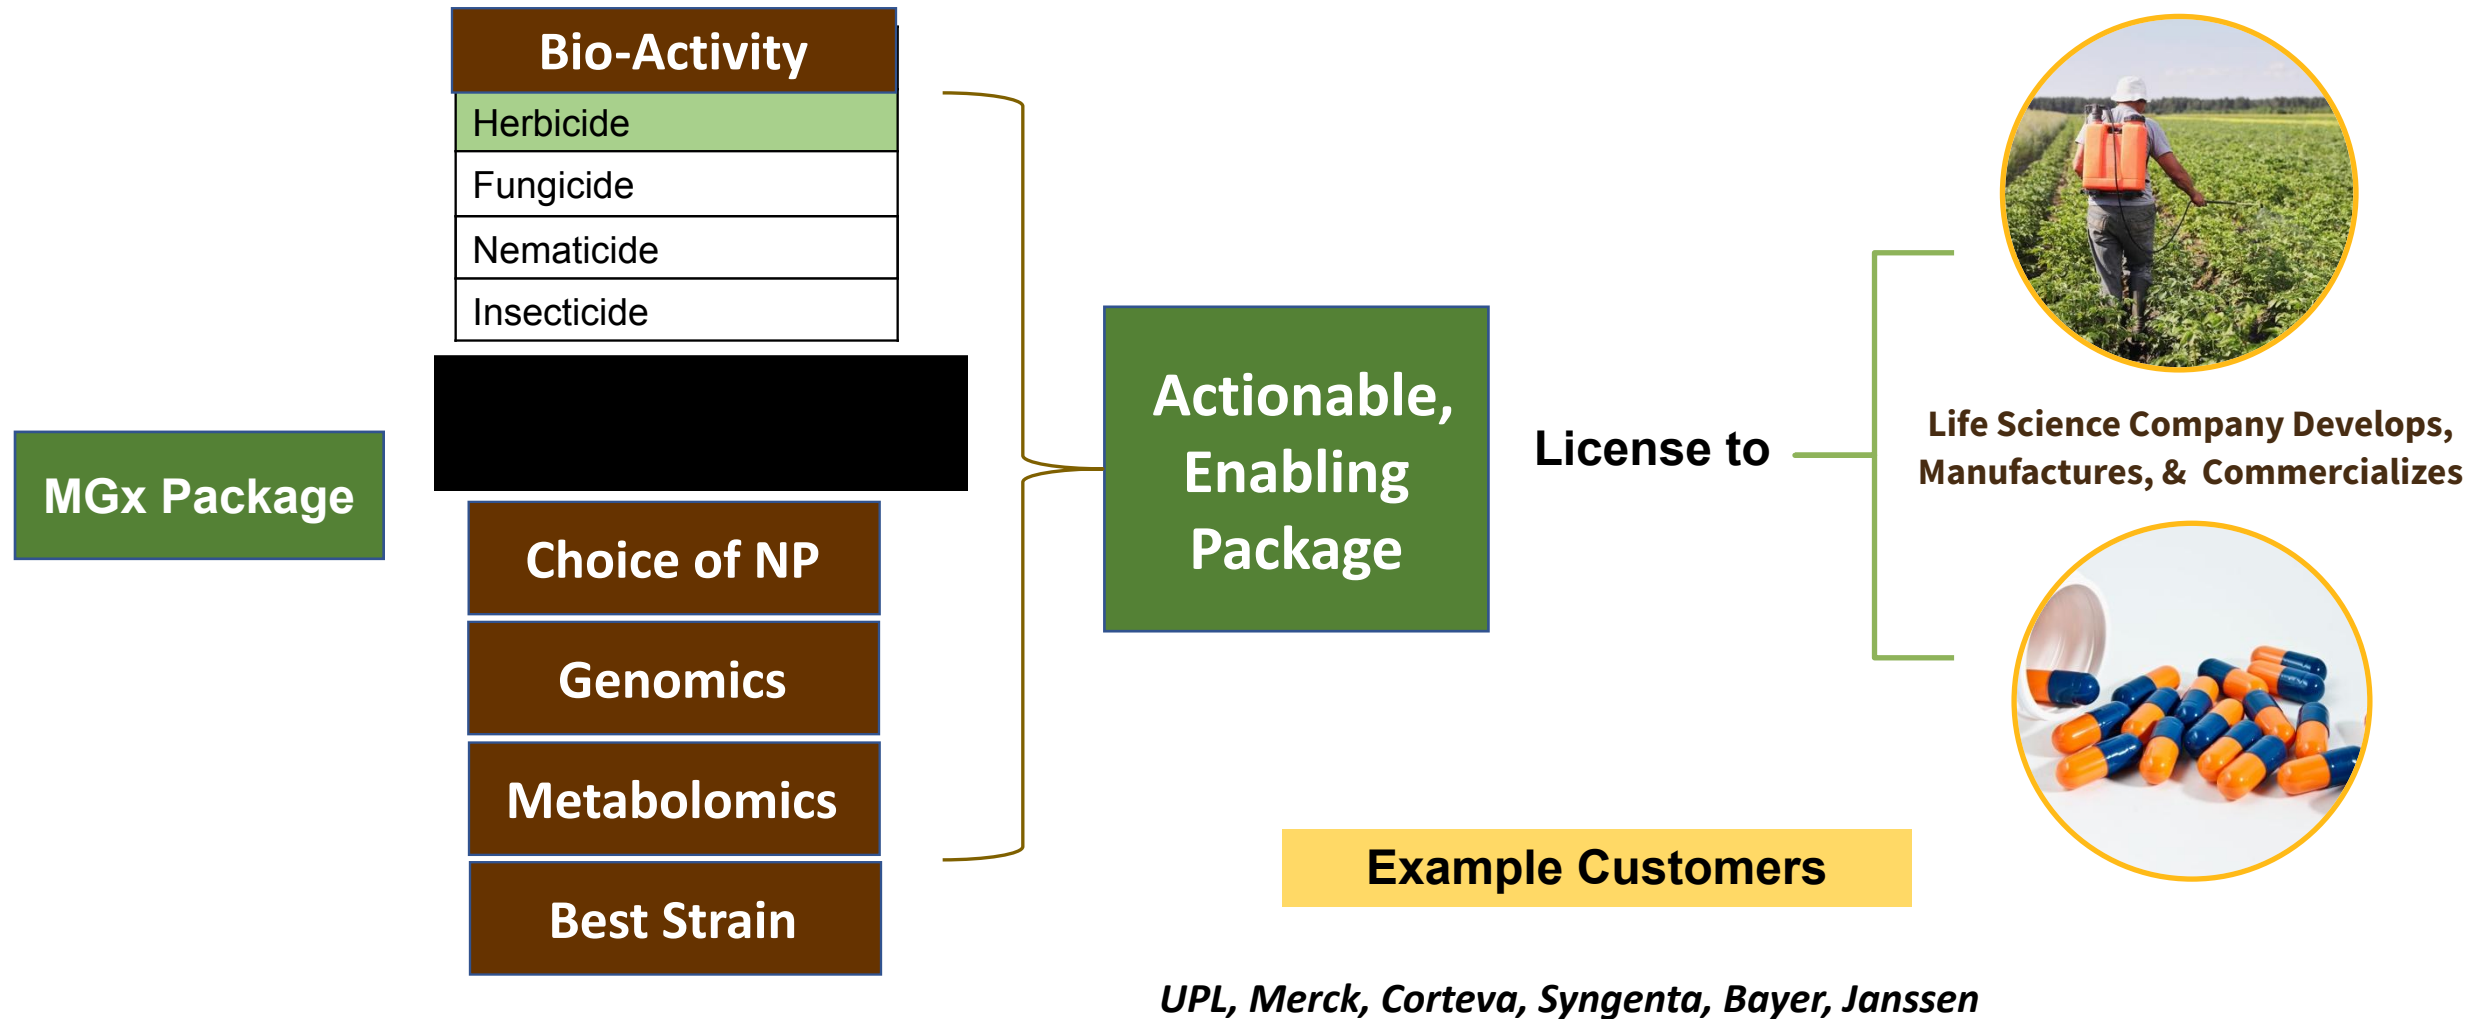 MGx Package
Bio-Activity
Herbicide
Fungicide
Nematicide
Insecticide
Choice of NP
Genomics
Metabolomics
Best Strain
Actionable,
Enabling
Package
License to
Life Science Company Develops,
Manufactures, & Commercializes
Example Customers
UPL, Merck, Corteva, Syngenta, Bayer, Janssen